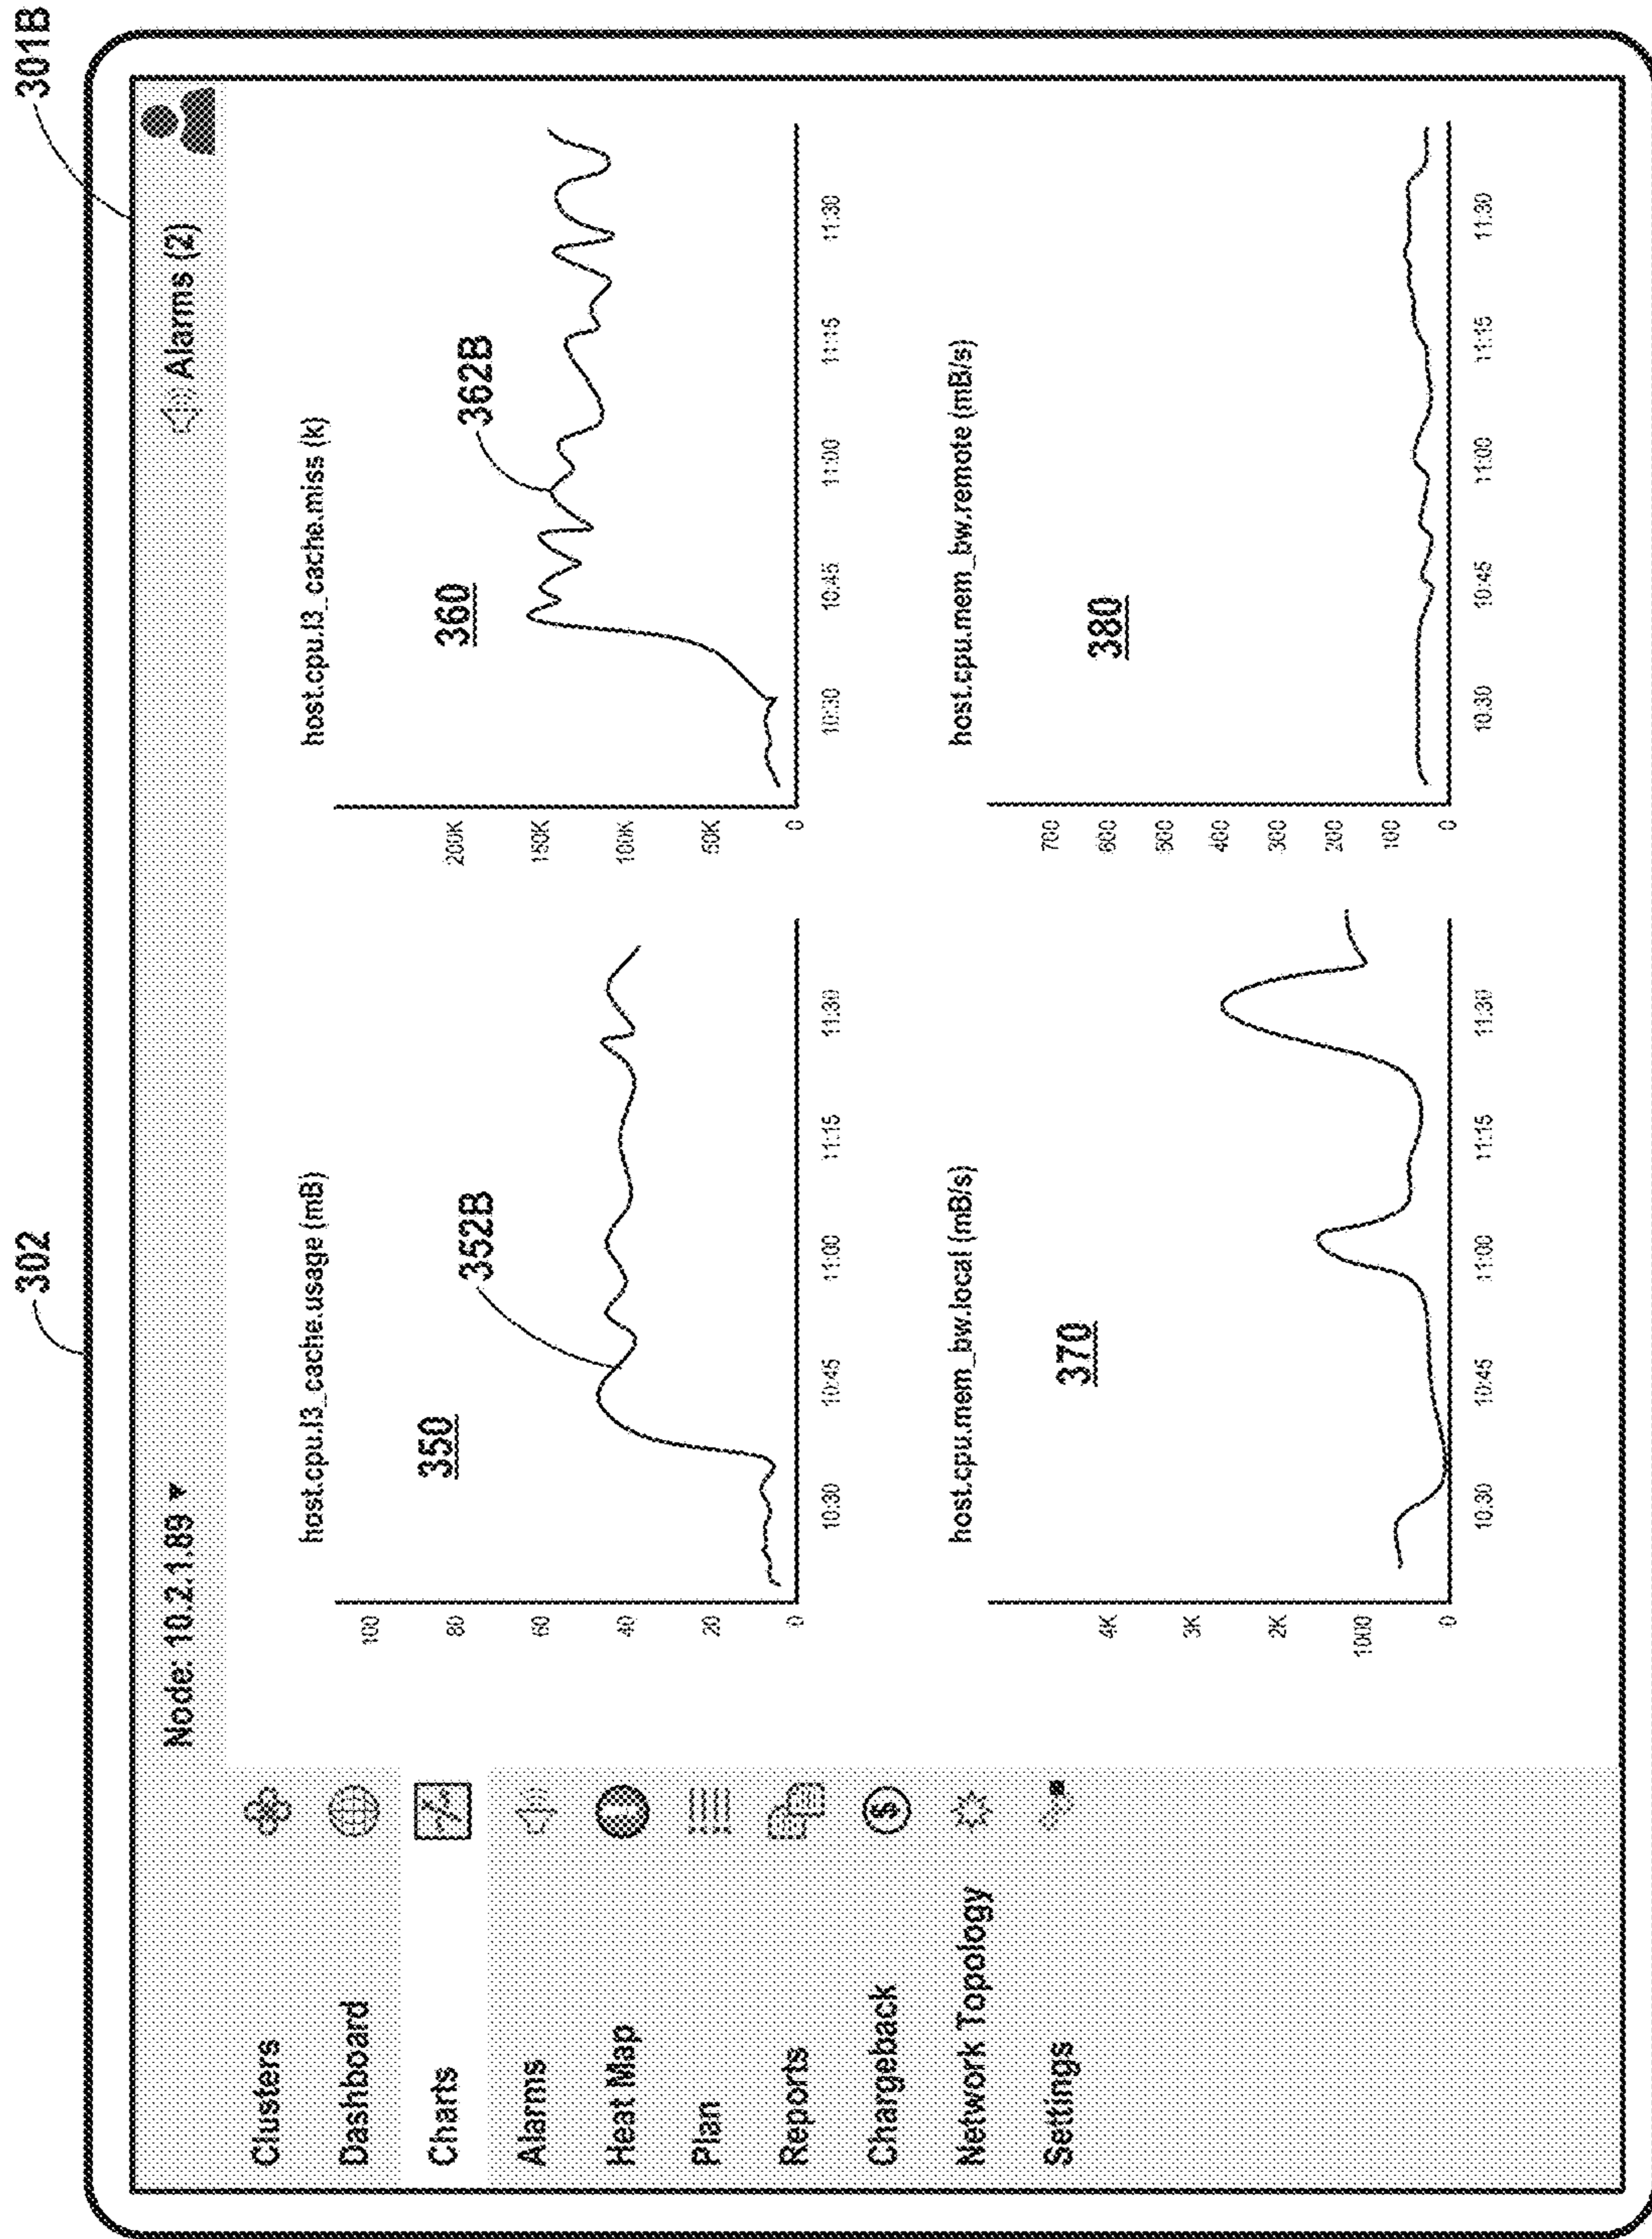 302
301B
Node: 10.2.1.89 ▼
Alarms (2)
Clusters
Dashboard
Charts
Alarms
Heat Map
Plan
Reports
Chargeback
Network Topology
Settings
host.cpu.l3_cache.usage (mB)
350
352B
100
80
60
40
20
0
10:30 10:45 11:00 11:15 11:30
host.cpu.l3_cache.miss (k)
360
362B
200K
150K
100K
50K
0
10:30 10:45 11:00 11:15 11:30
host.cpu.mem_bw.local (mB/s)
370
4K
3K
2K
1000
0
10:30 10:45 11:00 11:15 11:30
host.cpu.mem_bw.remote (mB/s)
380
700
600
500
400
300
200
100
0
10:30 10:45 11:00 11:15 11:30
$